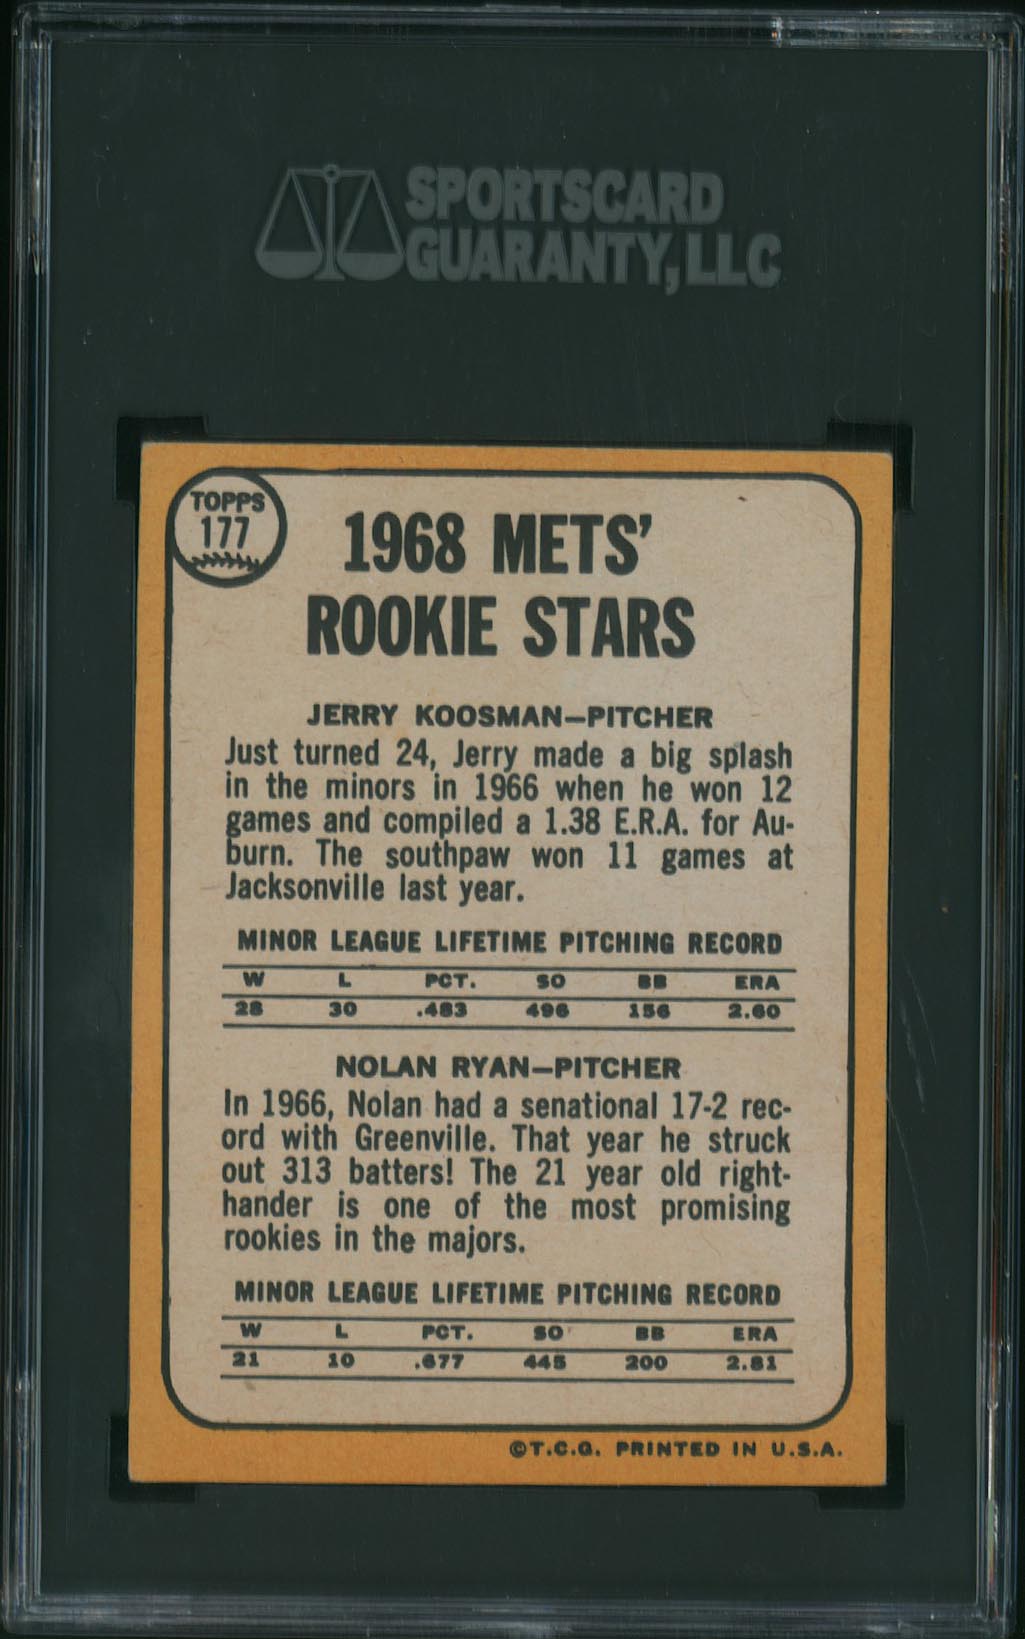 SPORTSCARD
GUARANTY, LLC
TOPPS
177
1968 METS'
ROOKIE STARS
JERRY KOOSMAN—PITCHER
Just turned 24, Jerry made a big splash
in the minors in 1966 when he won 12
games and compiled a 1.38 E.R.A. for Au-
burn. The southpaw won 11 games at
Jacksonville last year.
MINOR LEAGUE LIFETIME PITCHING RECORD
W L PCT. SO BB ERA
28 30 .483 496 156 2.60
NOLAN RYAN—PITCHER
In 1966, Nolan had a senational 17-2 rec-
ord with Greenville. That year he struck
out 313 batters! The 21 year old right-
hander is one of the most promising
rookies in the majors.
MINOR LEAGUE LIFETIME PITCHING RECORD
W L PCT. SO BB ERA
21 10 .677 445 200 2.81
©T.C.G. PRINTED IN U.S.A.